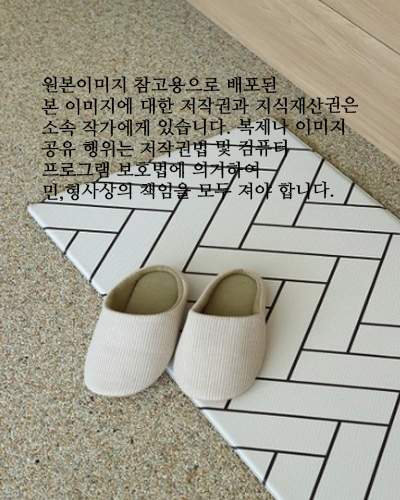 원본이미지 참고용으로 배포된
본 이미지에 대한 저작권과 지식재산권은
소속 작가에게 있습니다. 복제나 이미지
공유 행위는 저작권법 및 컴퓨터
프로그램 보호법에 의거하여
민,형사상의 책임을 모두 져야 합니다.